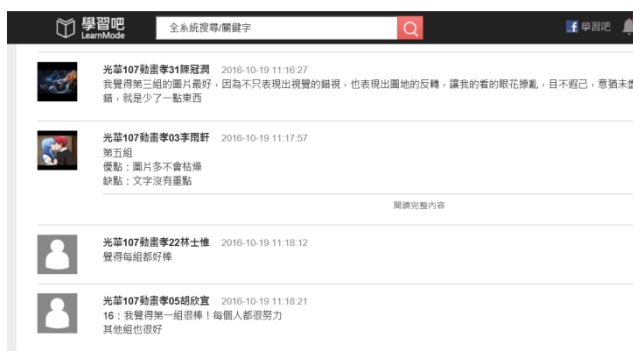 學習吧
LearnMode
全系統搜尋/關鍵字
學習吧
光華107動畫孝31陳冠潤 2016-10-19 11:16:27
我覺得第三組的圖片最好，因為不只表現出視覺的錯視，也表現出圖地的反轉，讓我的看的眼花撩亂，目不遐己，意猶未盡
錯，就是少了一點東西
光華107動畫孝03李雨軒 2016-10-19 11:17:57
第五組
優點：圖片多不會枯燥
缺點：文字沒有重點
閱讀完整內容
光華107動畫孝22林士惟 2016-10-19 11:18:12
覺得每組都好棒
光華107動畫孝05胡欣宜 2016-10-19 11:18:21
16：我覺得第一組很棒！每個人都很努力
其他組也很好